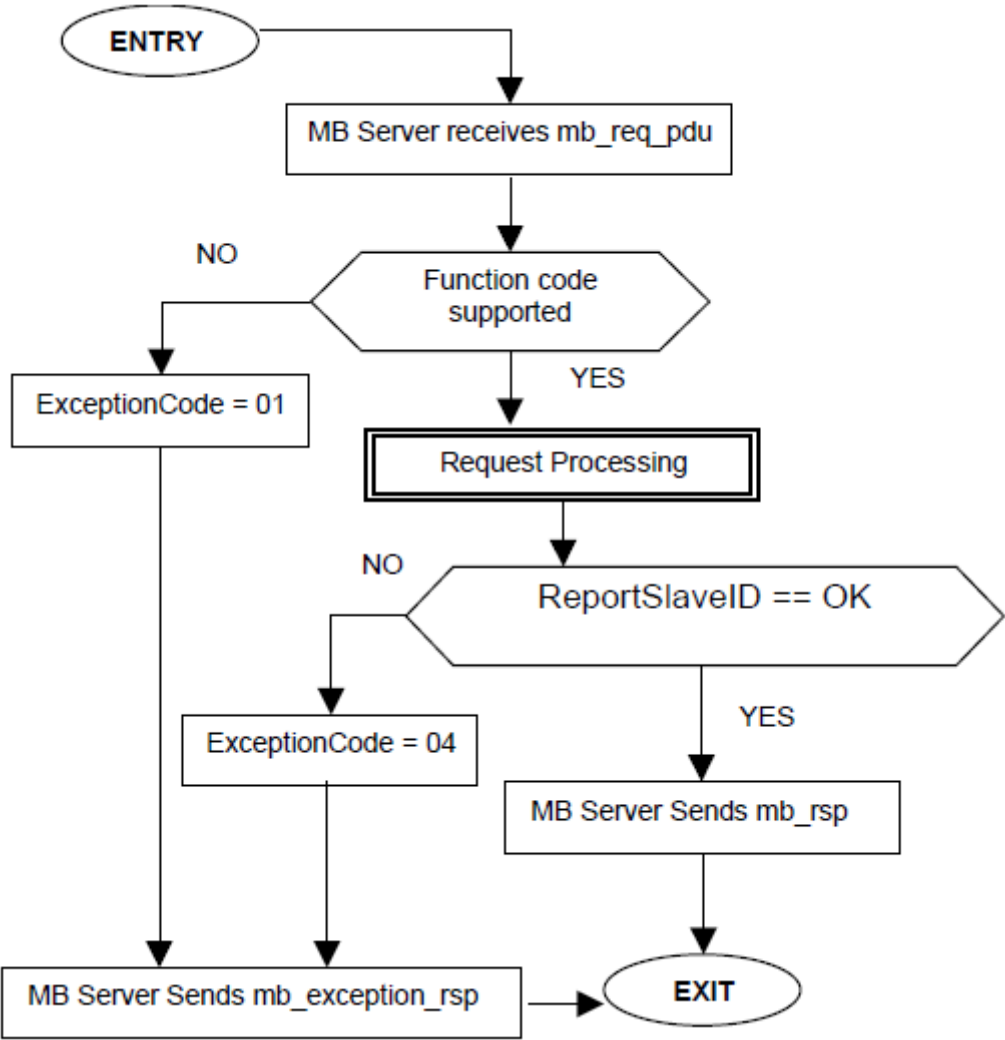 ENTRY
MB Server receives mb_req_pdu
NO
Function code
supported
YES
ExceptionCode = 01
Request Processing
NO
ReportSlaveID == OK
YES
ExceptionCode = 04
MB Server Sends mb_rsp
MB Server Sends mb_exception_rsp
EXIT